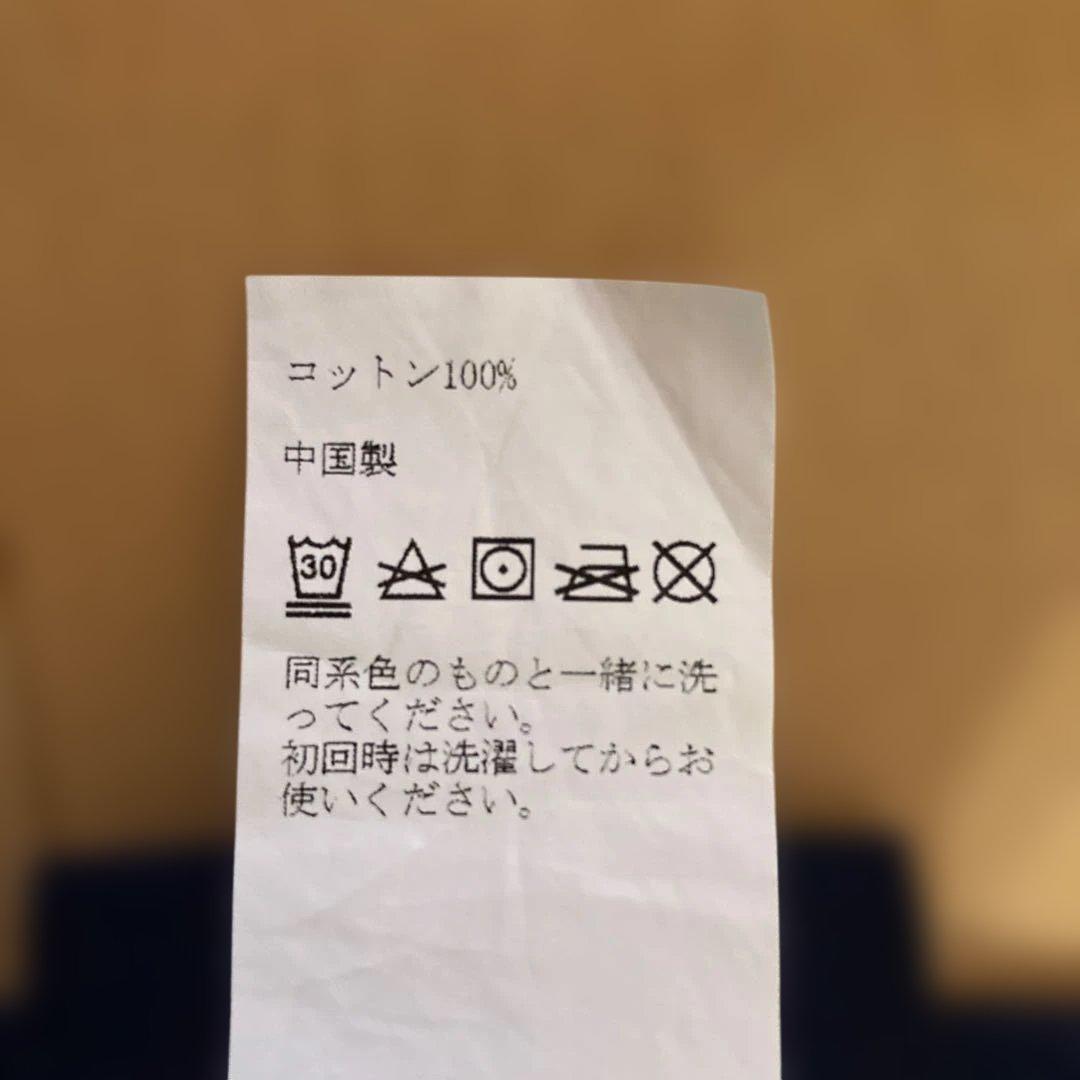 コットン100%
中国製
30
同系色のものと一緒に洗
ってください。
初回時は洗濯してからお
使いください。